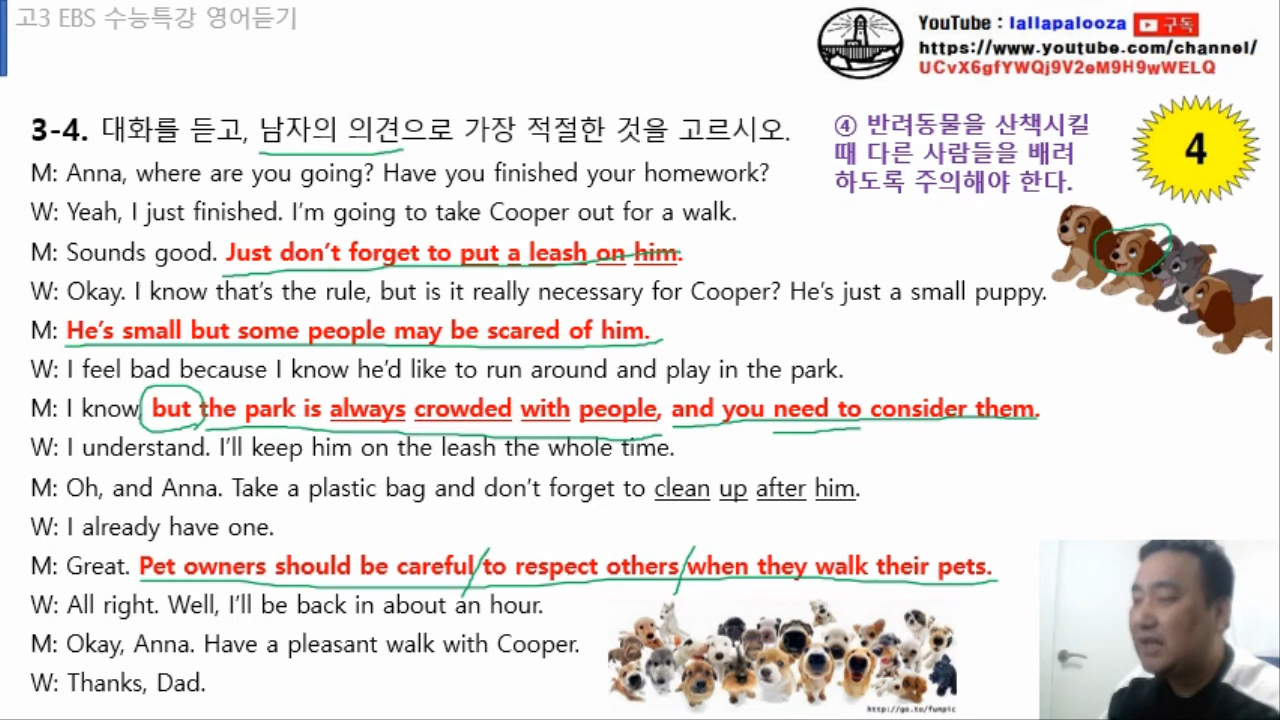 고3 EBS 수능특강 영어듣기
YouTube : lallapalooza 구독
https://www.youtube.com/channel/
UCvX6gfYWQj9V2eM9H9wWELQ
3-4. 대화를 듣고, 남자의 의견으로 가장 적절한 것을 고르시오.
④ 반려동물을 산책시킬
때 다른 사람들을 배려
하도록 주의해야 한다.
4
M: Anna, where are you going? Have you finished your homework?
W: Yeah, I just finished. I'm going to take Cooper out for a walk.
M: Sounds good. Just don't forget to put a leash on him.
W: Okay. I know that's the rule, but is it really necessary for Cooper? He's just a small puppy.
M: He's small but some people may be scared of him.
W: I feel bad because I know he'd like to run around and play in the park.
M: I know, but the park is always crowded with people, and you need to consider them.
W: I understand. I'll keep him on the leash the whole time.
M: Oh, and Anna. Take a plastic bag and don't forget to clean up after him.
W: I already have one.
M: Great. Pet owners should be careful to respect others when they walk their pets.
W: All right. Well, I'll be back in about an hour.
M: Okay, Anna. Have a pleasant walk with Cooper.
W: Thanks, Dad.
http://go.to/funpic